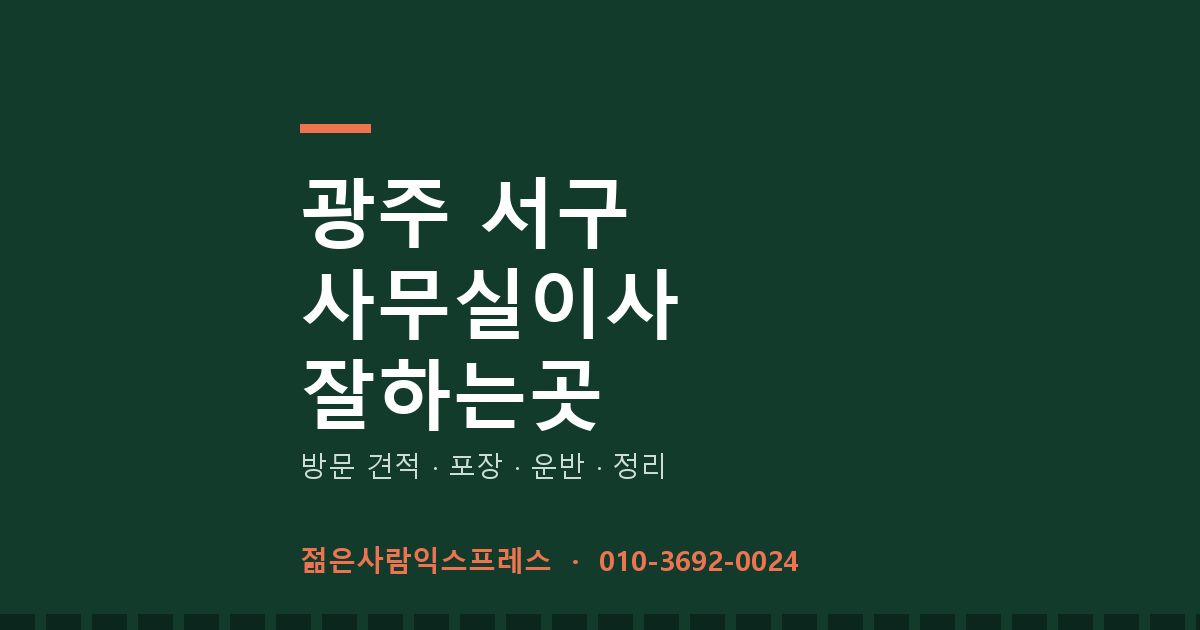 광주 서구
사무실이사
잘하는곳
방문 견적 · 포장 · 운반 · 정리
젊은사람익스프레스 · 010-3692-0024